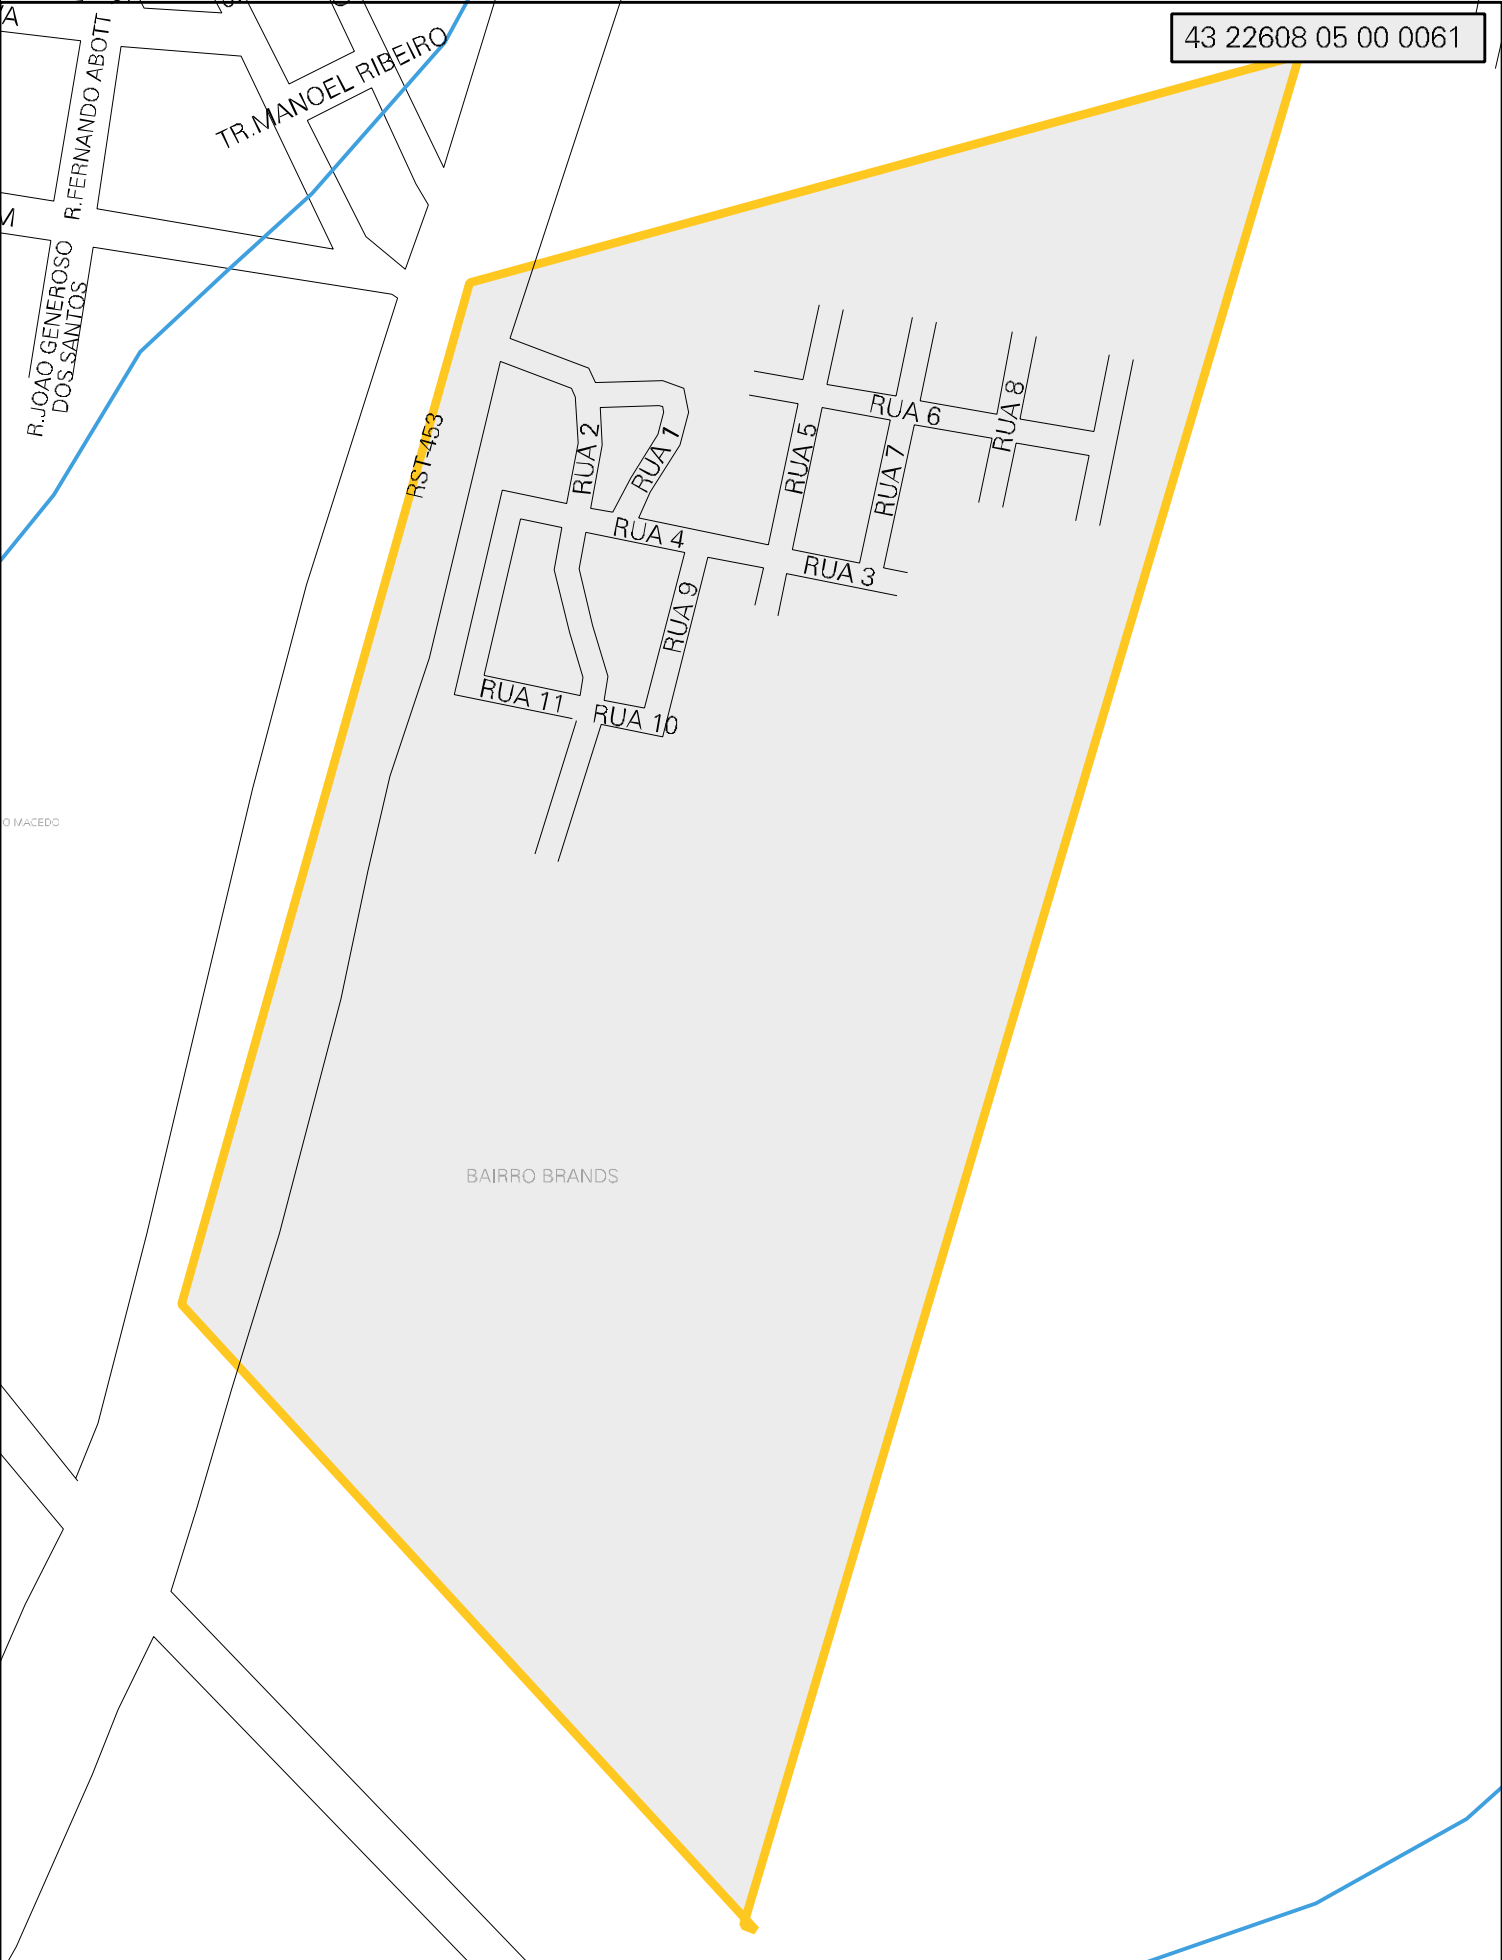 43 22608 05 00 0061
R.FERNANDO ABOTT
TR.MANOEL RIBEIRO
R.JOAO GENEROSO
DOS SANTOS
RST-453
RUA 2
RUA 1
RUA 5
RUA 6
RUA 7
RUA 8
RUA 4
RUA 3
RUA 9
RUA 11
RUA 10
O MACEDO
BAIRRO BRANDS